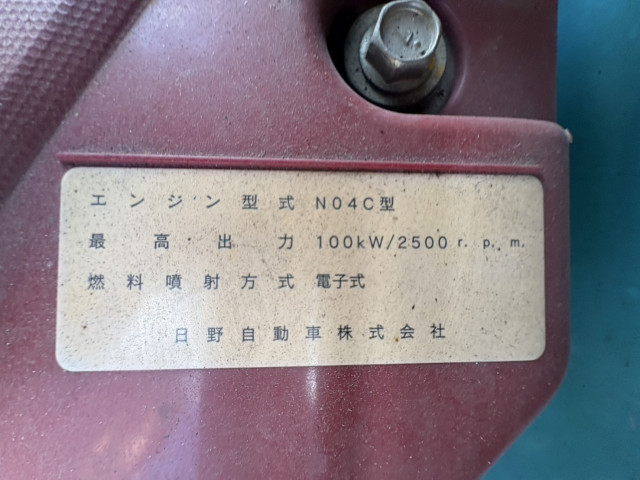 エンジン型式 N04C型
最高出力 100kW/2500r.p.m.
燃料噴射方式 電子式
日野自動車株式会社